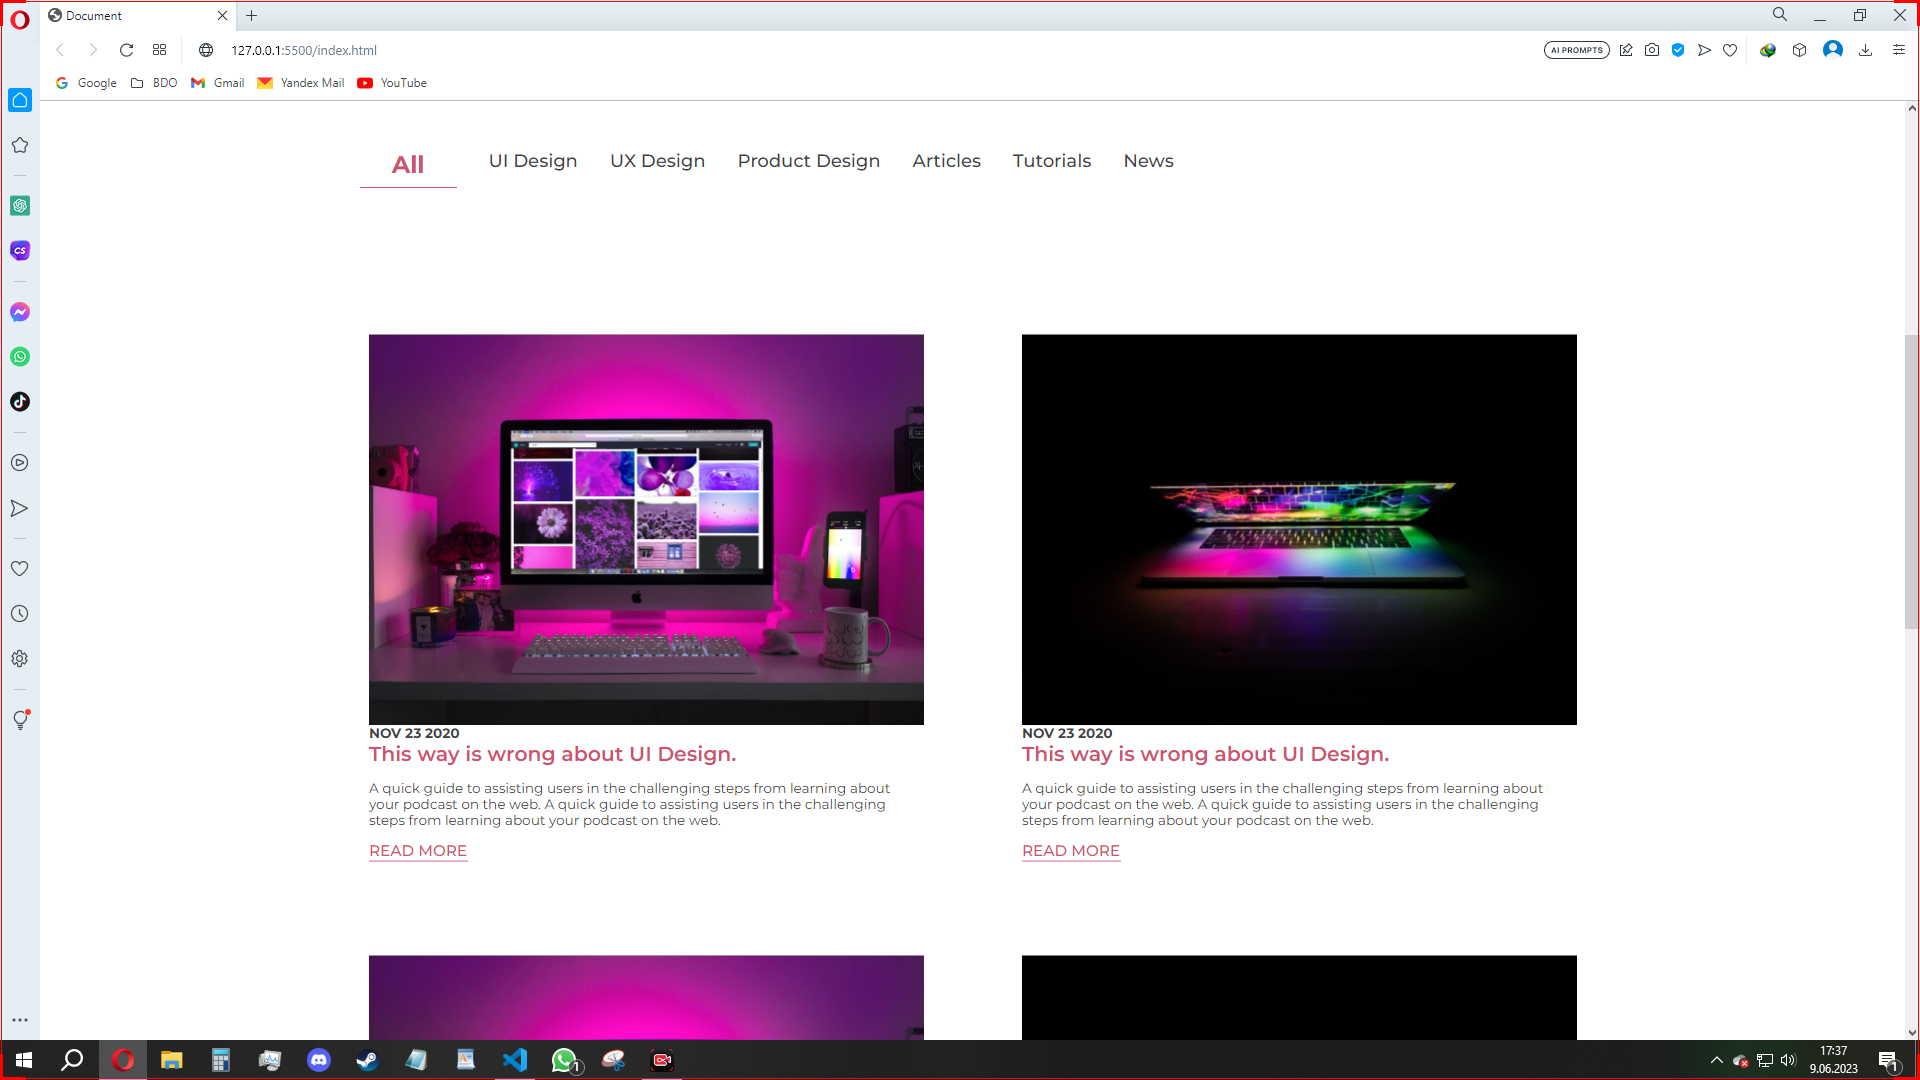 Document
127.0.0.1:5500/index.html
AI PROMPTS
Google
BDO
Gmail
Yandex Mail
YouTube
CS
All
UI Design
UX Design
Product Design
Articles
Tutorials
News
NOV 23 2020
This way is wrong about UI Design.
A quick guide to assisting users in the challenging steps from learning about
your podcast on the web. A quick guide to assisting users in the challenging
steps from learning about your podcast on the web.
READ MORE
NOV 23 2020
This way is wrong about UI Design.
A quick guide to assisting users in the challenging steps from learning about
your podcast on the web. A quick guide to assisting users in the challenging
steps from learning about your podcast on the web.
READ MORE
1
17:37
9.06.2023
1